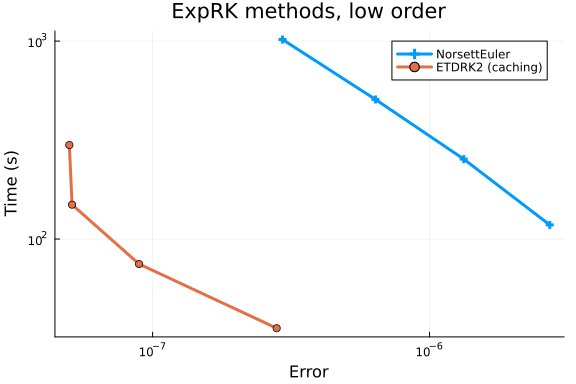 ExpRK methods, low order
NorsettEuler
ETDRK2 (caching)
10³
10²
Time (s)
10⁻⁷
10⁻⁶
Error